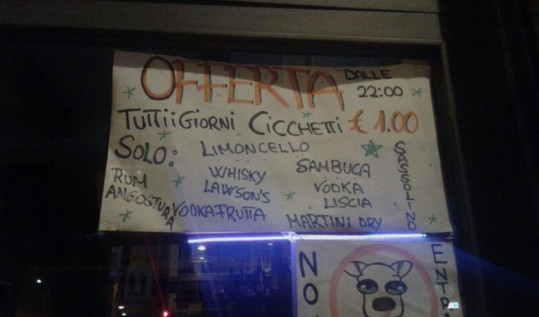 OFFERTA DALLE
22:00
TUTTI i GIORNI CICCHETTI € 1.00
SOLO:
LIMONCELLO
WHISKY
LAWSON'S
SAMBUCA
VODKA
LISCIA
SASSOLINO
RUM
ANGOSTURA
VODKA FRUTTA
MARTINI DRY
NO